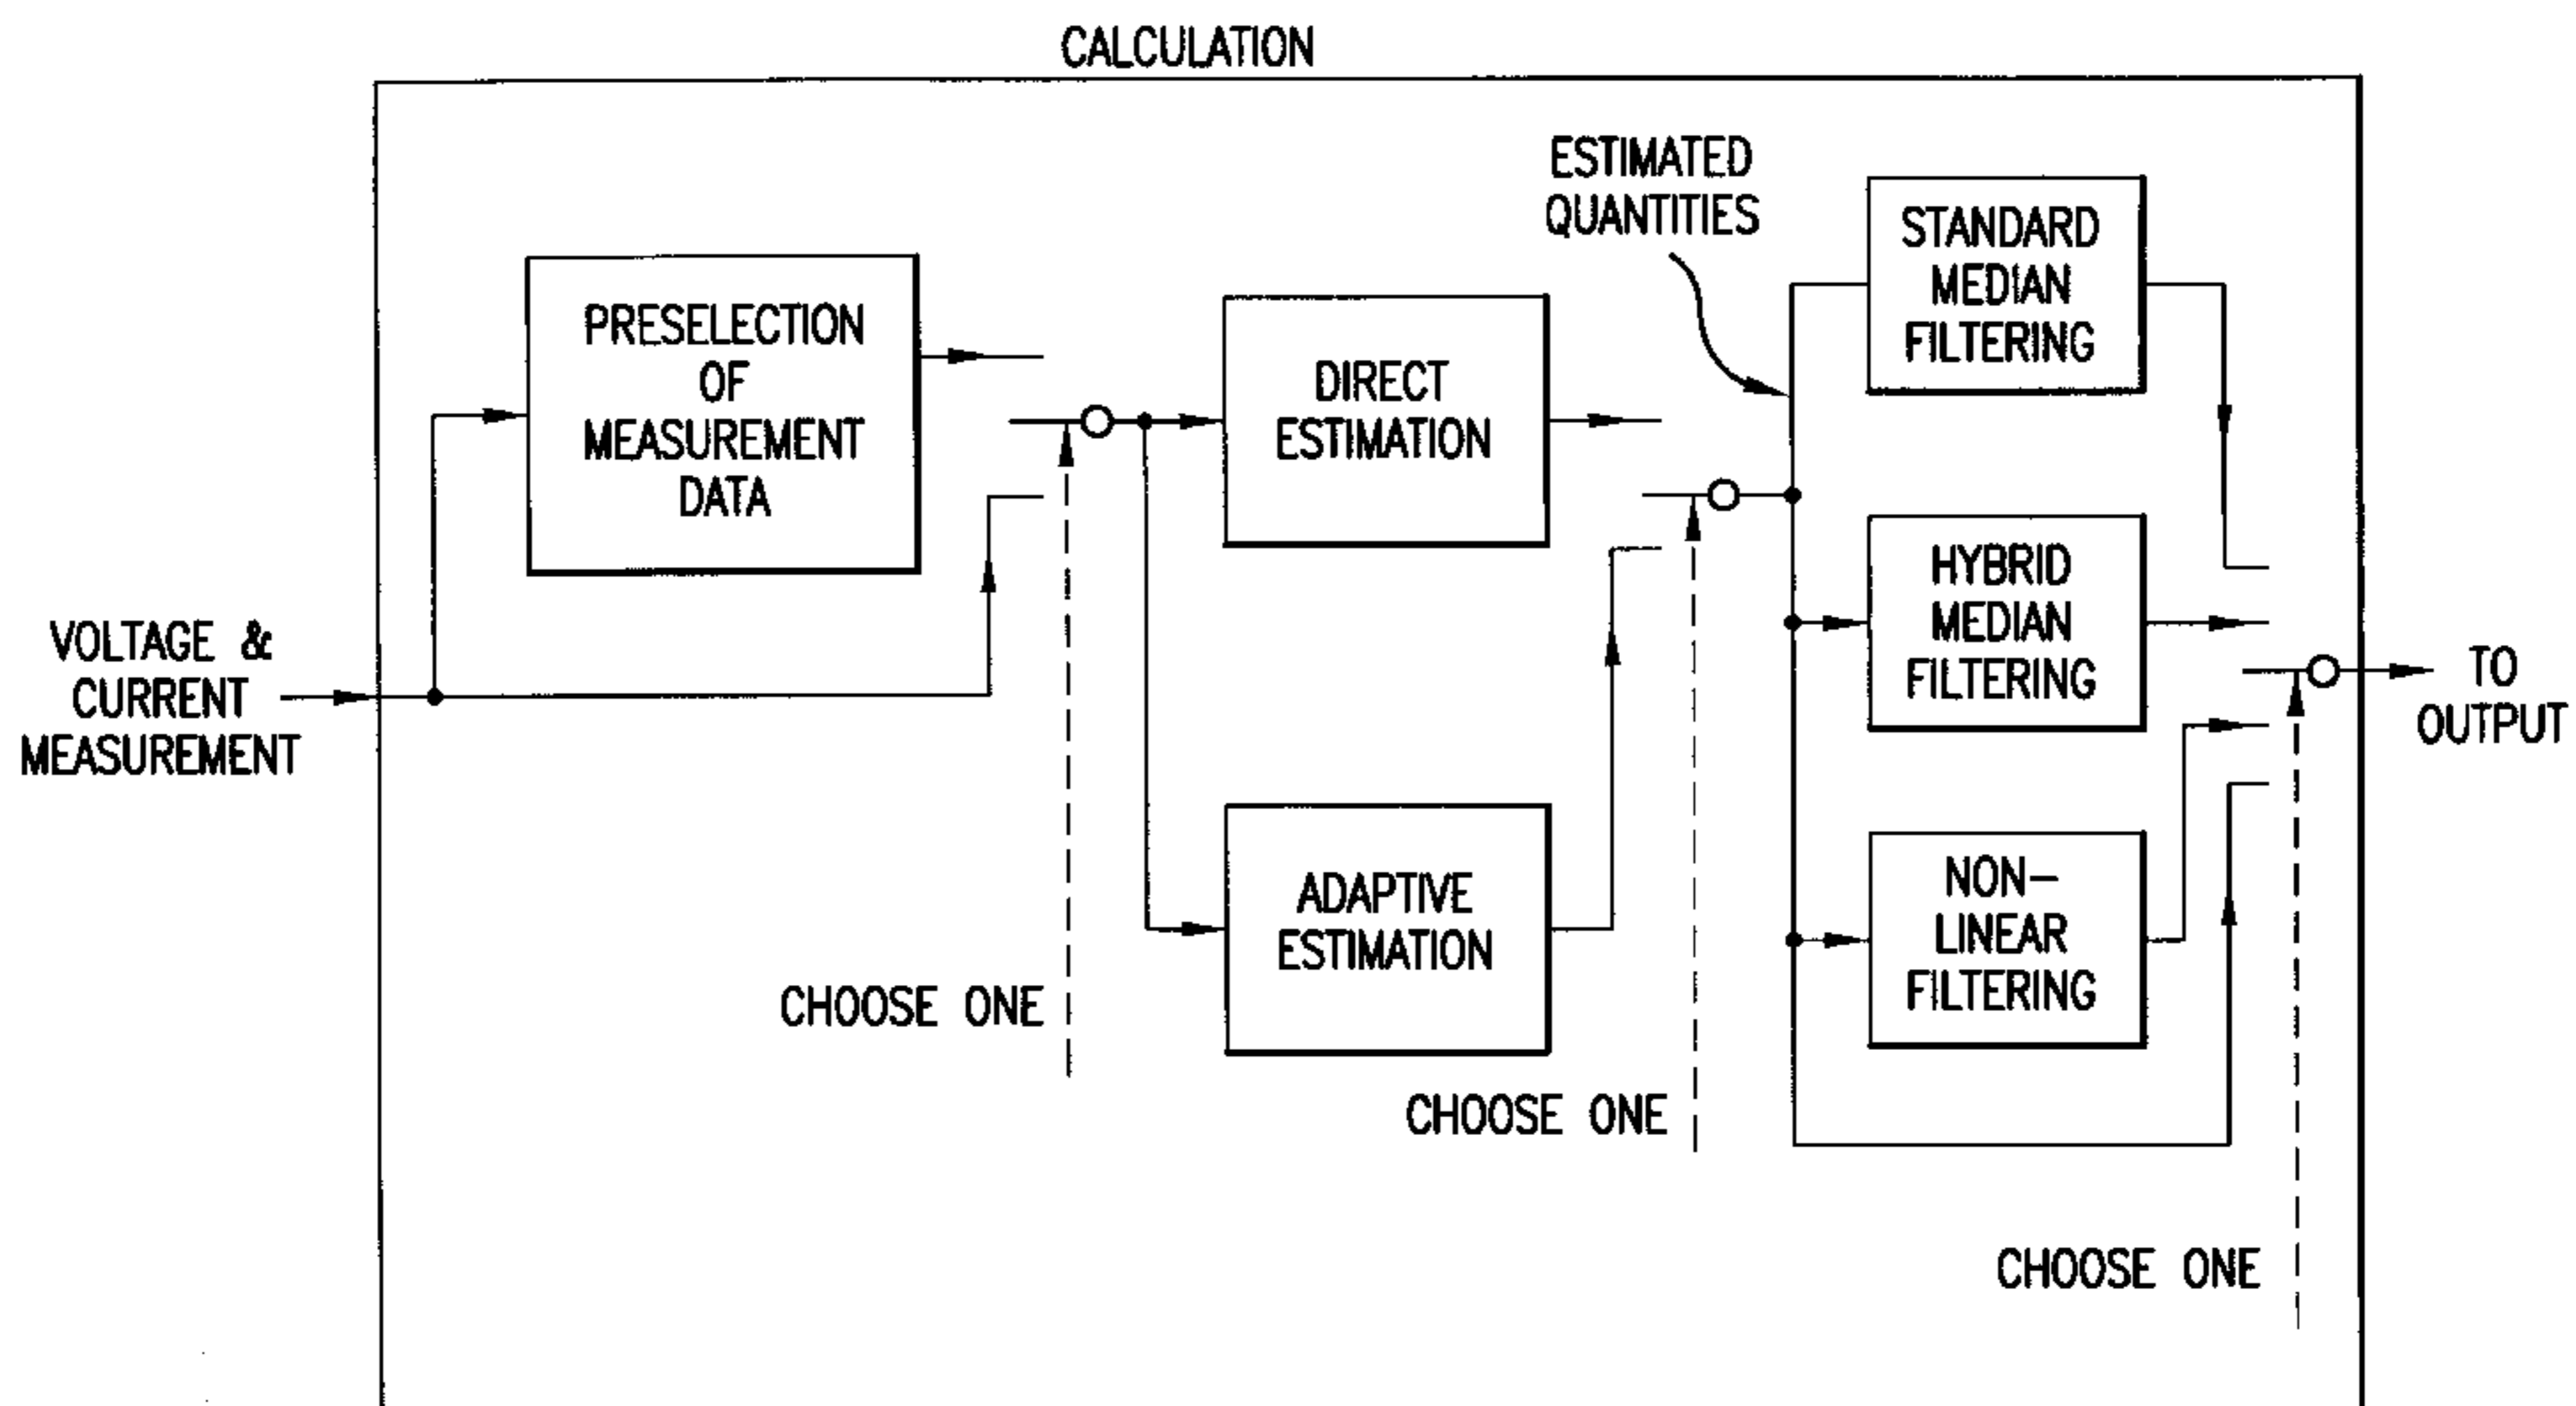 CALCULATION
ESTIMATED
QUANTITIES
STANDARD
MEDIAN
FILTERING
PRESELECTION
OF
MEASUREMENT
DATA
DIRECT
ESTIMATION
HYBRID
MEDIAN
FILTERING
VOLTAGE &
CURRENT
MEASUREMENT
TO
OUTPUT
ADAPTIVE
ESTIMATION
NON-
LINEAR
FILTERING
CHOOSE ONE
CHOOSE ONE
CHOOSE ONE